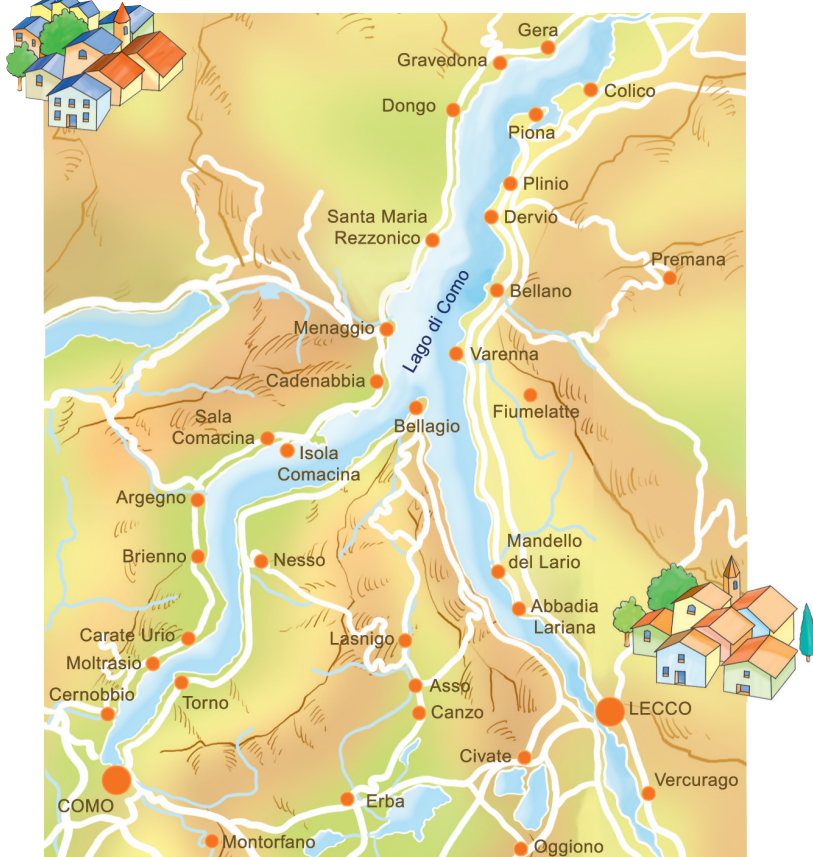 Gera
Gravedona
Colico
Dongo
Piona
Plinio
Santa Maria
Rezzonico
Dervio
Premana
Bellano
Lago di Como
Menaggio
Varenna
Cadenabbia
Fiumelatte
Sala
Comacina
Bellagio
Isola
Comacina
Argegno
Mandello
del Lario
Brienno
Nesso
Abbadia
Lariana
Carate Urio
Lasnigo
Moltrasio
Cernobbio
Torno
Asso
Canzo
LECCO
Civate
Vercurago
COMO
Erba
Montorfano
Oggiono